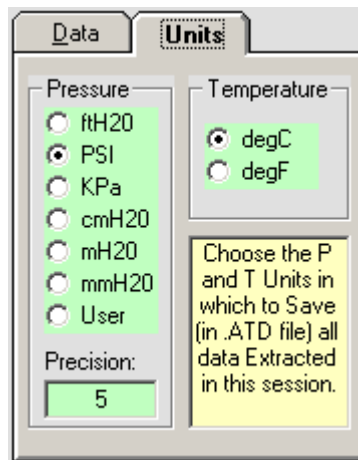 Data
Units
Pressure
ftH20
PSI
KPa
cmH20
mH20
mmH20
User
Precision:
5
Temperature
degC
degF
Choose the P
and T Units in
which to Save
(in .ATD file) all
data Extracted
in this session.